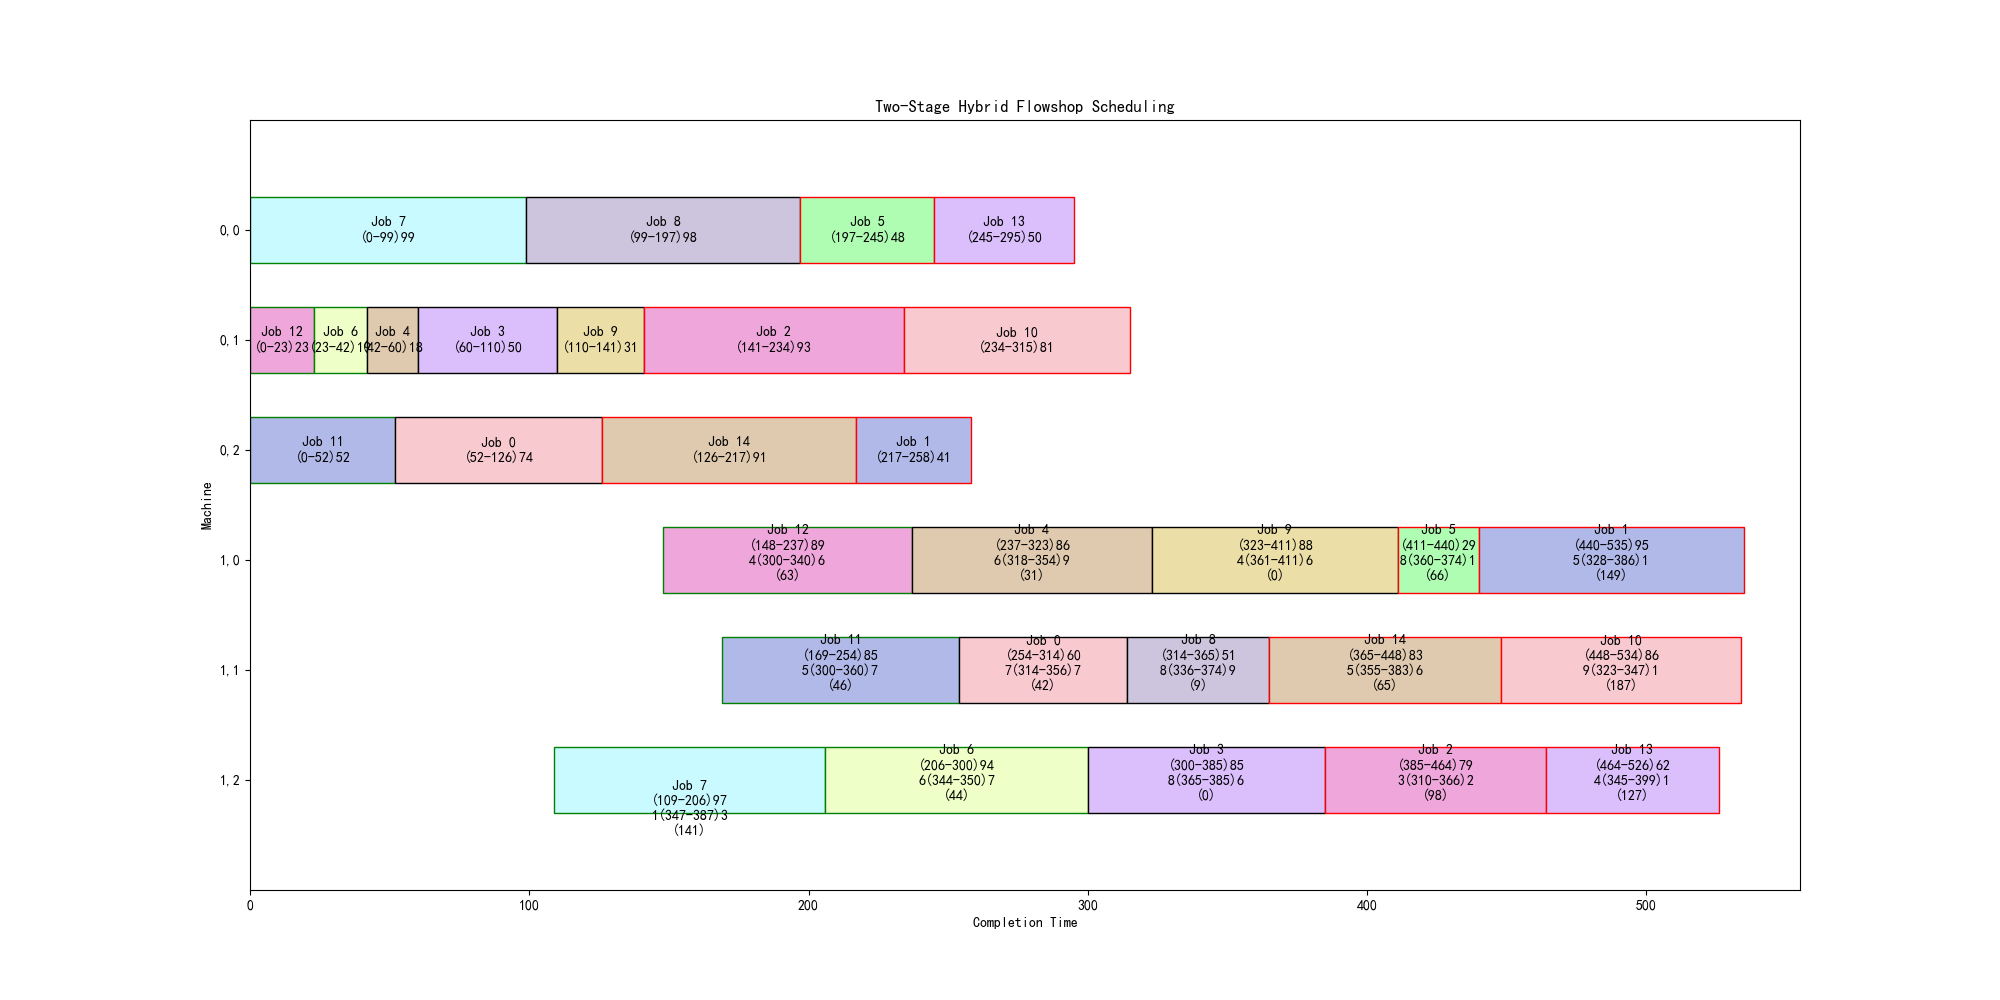 Two-Stage Hybrid Flowshop Scheduling
0,0
Job 7
(0-99)99
Job 8
(99-197)98
Job 5
(197-245)48
Job 13
(245-295)50
0,1
Job 12
(0-23)23
Job 6
(23-42)19
Job 4
(42-60)18
Job 3
(60-110)50
Job 9
(110-141)31
Job 2
(141-234)93
Job 10
(234-315)81
0,2
Job 11
(0-52)52
Job 0
(52-126)74
Job 14
(126-217)91
Job 1
(217-258)41
Machine
1,0
Job 12
(148-237)89
4(300-340)6
(63)
Job 4
(237-323)86
6(318-354)9
(31)
Job 9
(323-411)88
4(361-411)6
(0)
Job 5
(411-440)29
8(360-374)1
(66)
Job 1
(440-535)95
5(328-386)1
(149)
1,1
Job 11
(169-254)85
5(300-360)7
(46)
Job 0
(254-314)60
7(314-356)7
(42)
Job 8
(314-365)51
8(336-374)9
(9)
Job 14
(365-448)83
5(355-383)6
(65)
Job 10
(448-534)86
9(323-347)1
(187)
1,2
Job 7
(109-206)97
1(347-387)3
(141)
Job 6
(206-300)94
6(344-350)7
(44)
Job 3
(300-385)85
8(365-385)6
(0)
Job 2
(385-464)79
3(310-366)2
(98)
Job 13
(464-526)62
4(345-399)1
(127)
0
100
200
300
400
500
Completion Time